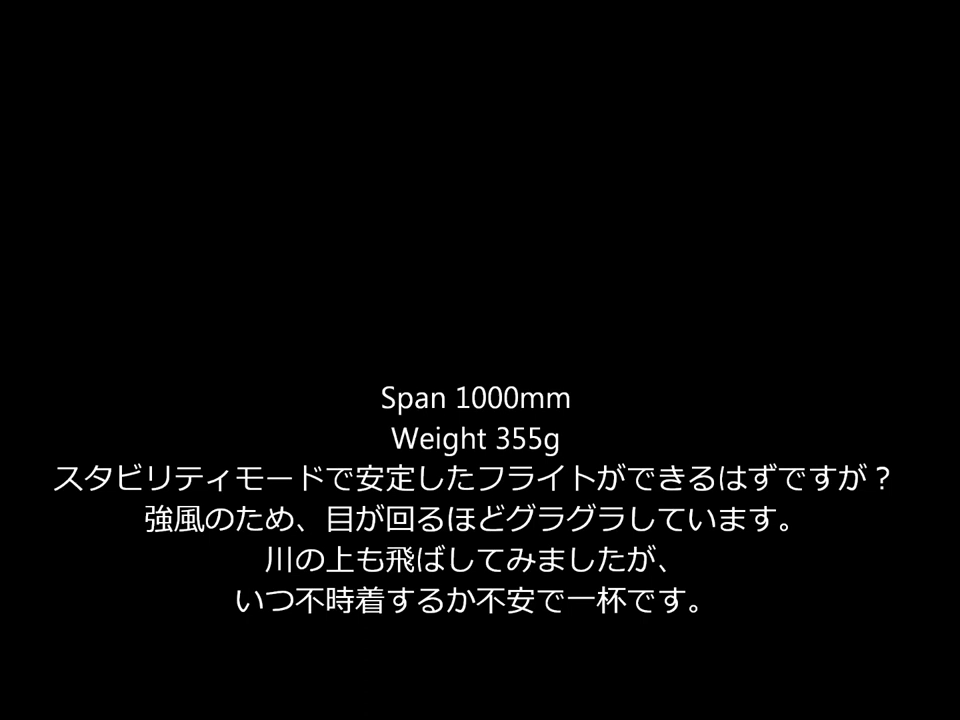 Span 1000mm
Weight 355g
スタビリティモードで安定したフライトができるはずですが？
強風のため、目が回るほどグラグラしています。
川の上も飛ばしてみましたが、
いつ不時着するか不安で一杯です。